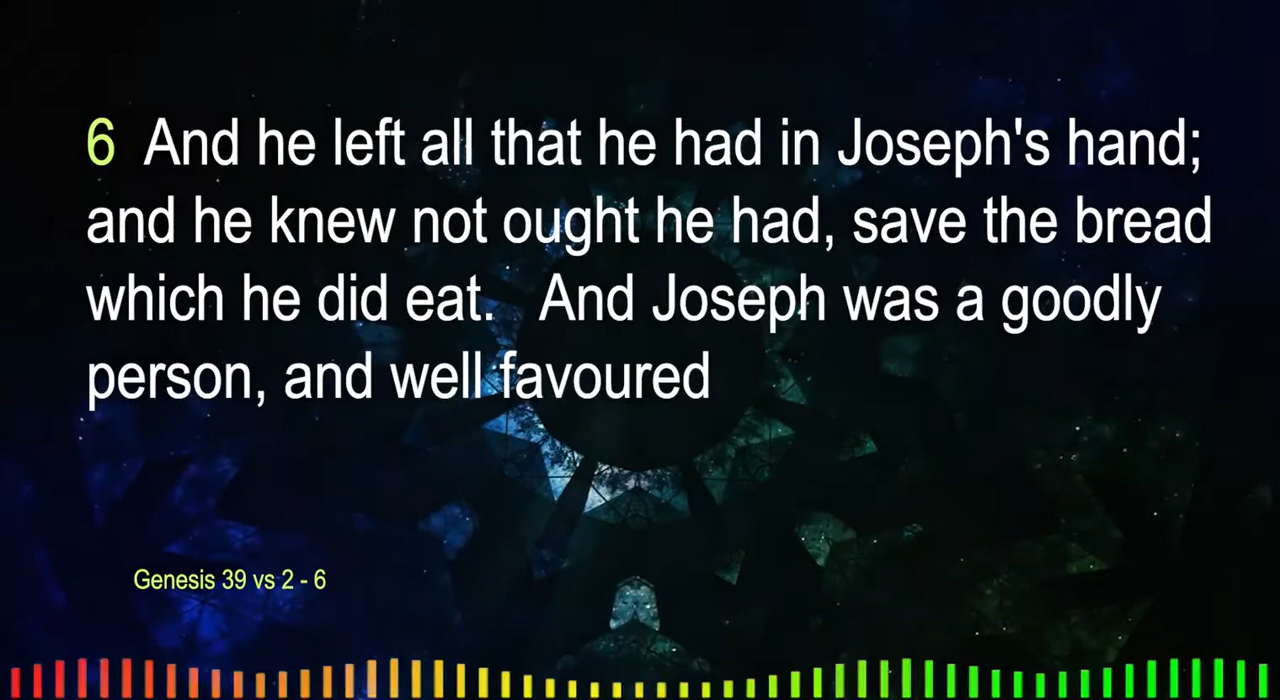 6 And he left all that he had in Joseph's hand;
and he knew not ought he had, save the bread
which he did eat. And Joseph was a goodly
person, and well favoured
Genesis 39 vs 2 - 6